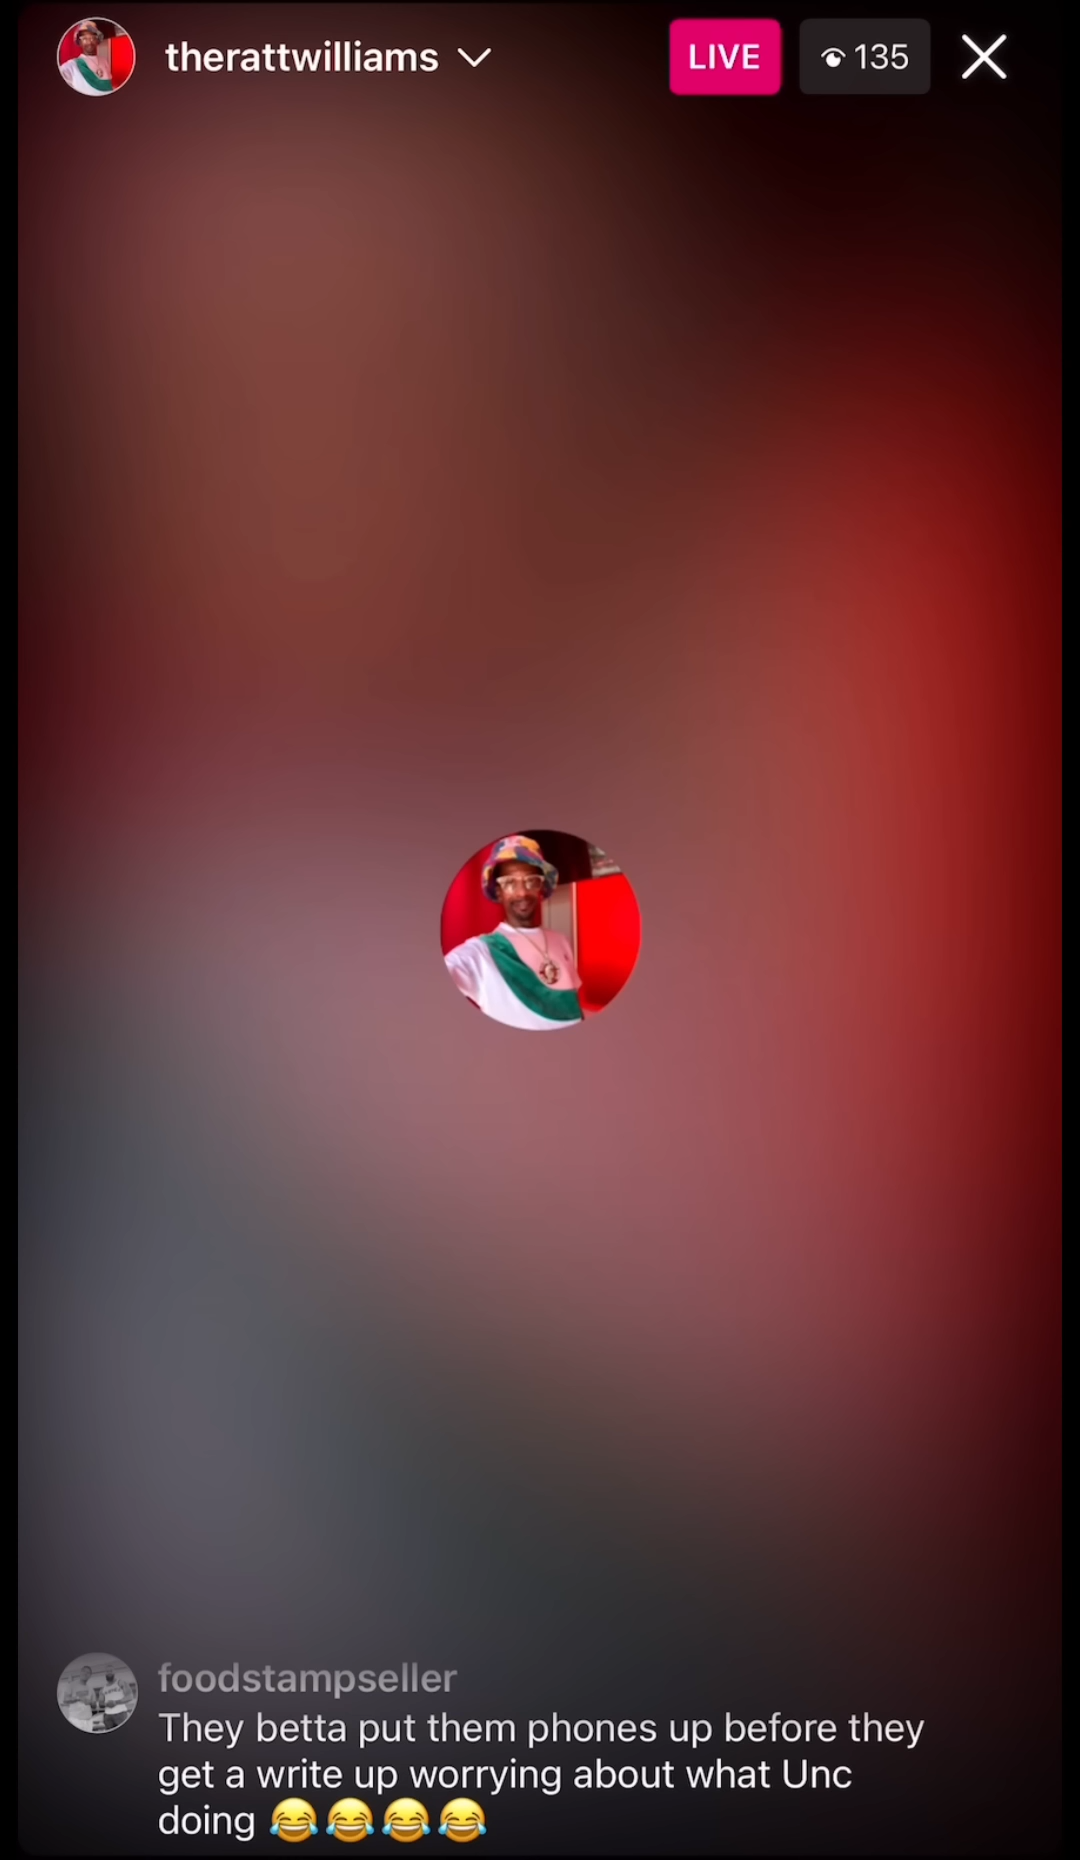 therattwilliams
LIVE
135
foodstampseller
They betta put them phones up before they
get a write up worrying about what Unc
doing 😂😂😂😂